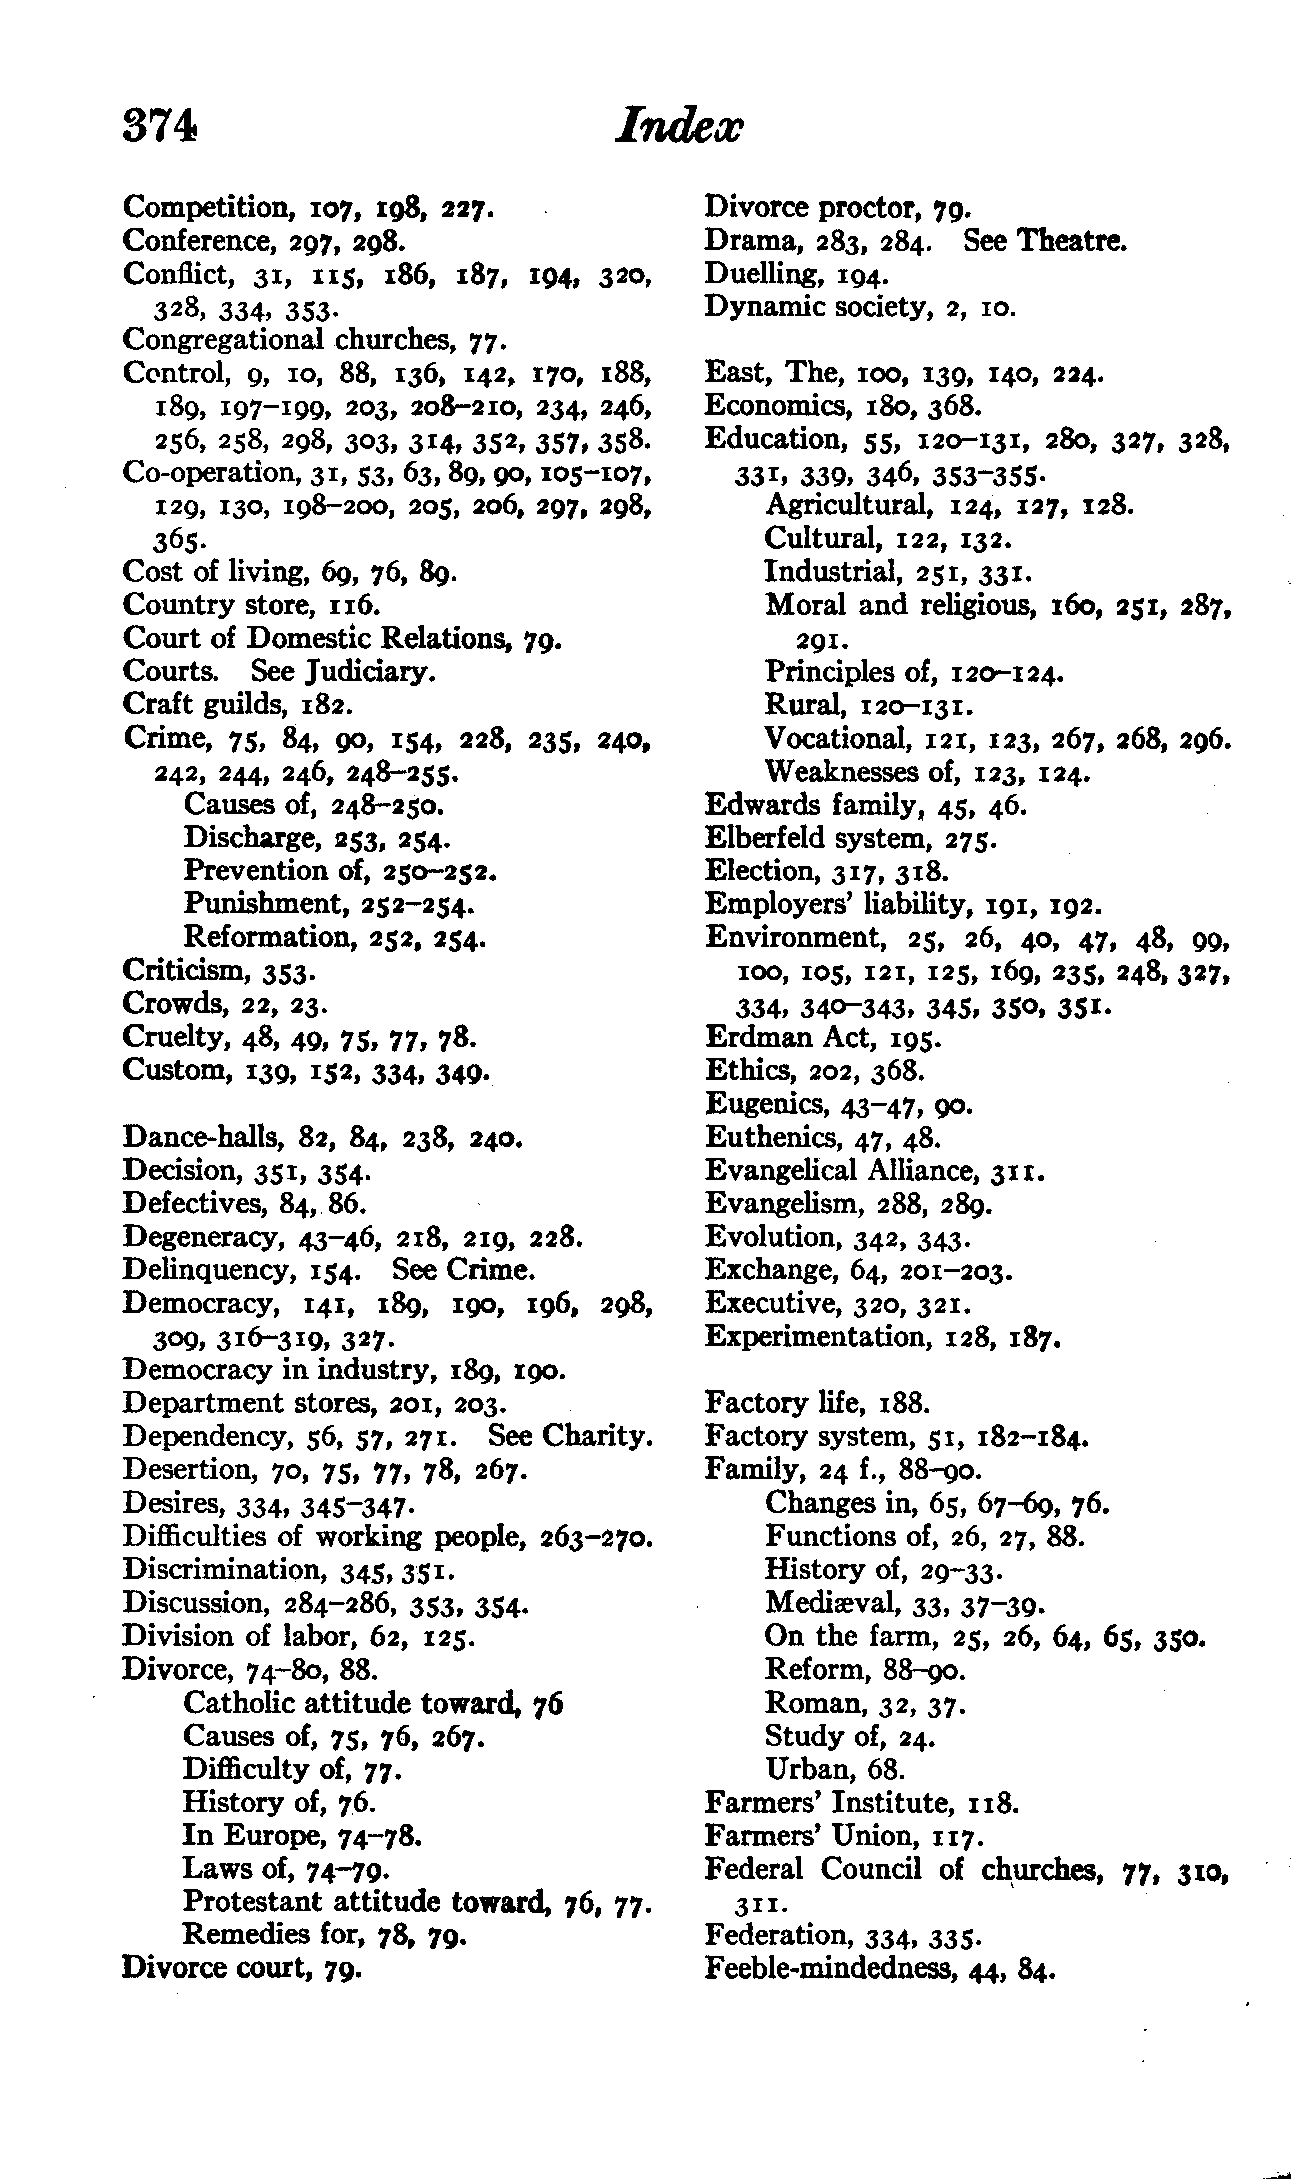 374
Index
Competition, 107, 198, 227.
Conference, 297, 298.
Conflict, 31, 115, 186, 187, 194, 320,
328, 334, 353.
Congregational churches, 77.
Control, 9, 10, 88, 136, 142, 170, 188,
189, 197–199, 203, 208–210, 234, 246,
256, 258, 298, 303, 314, 352, 357, 358.
Co-operation, 31, 53, 63, 89, 90, 105–107,
129, 130, 198–200, 205, 206, 297, 298,
365.
Cost of living, 69, 76, 89.
Country store, 116.
Court of Domestic Relations, 79.
Courts. See Judiciary.
Craft guilds, 182.
Crime, 75, 84, 90, 154, 228, 235, 240,
242, 244, 246, 248–255.
Causes of, 248–250.
Discharge, 253, 254.
Prevention of, 250–252.
Punishment, 252–254.
Reformation, 252, 254.
Criticism, 353.
Crowds, 22, 23.
Cruelty, 48, 49, 75, 77, 78.
Custom, 139, 152, 334, 349.
Dance-halls, 82, 84, 238, 240.
Decision, 351, 354.
Defectives, 84, 86.
Degeneracy, 43–46, 218, 219, 228.
Delinquency, 154. See Crime.
Democracy, 141, 189, 190, 196, 298,
309, 316–319, 327.
Democracy in industry, 189, 190.
Department stores, 201, 203.
Dependency, 56, 57, 271. See Charity.
Desertion, 70, 75, 77, 78, 267.
Desires, 334, 345–347.
Difficulties of working people, 263–270.
Discrimination, 345, 351.
Discussion, 284–286, 353, 354.
Division of labor, 62, 125.
Divorce, 74–80, 88.
Catholic attitude toward, 76
Causes of, 75, 76, 267.
Difficulty of, 77.
History of, 76.
In Europe, 74–78.
Laws of, 74–79.
Protestant attitude toward, 76, 77.
Remedies for, 78, 79.
Divorce court, 79.
Divorce proctor, 79.
Drama, 283, 284. See Theatre.
Duelling, 194.
Dynamic society, 2, 10.
East, The, 100, 139, 140, 224.
Economics, 180, 368.
Education, 55, 120–131, 280, 327, 328,
331, 339, 346, 353–355.
Agricultural, 124, 127, 128.
Cultural, 122, 132.
Industrial, 251, 331.
Moral and religious, 160, 251, 287,
291.
Principles of, 120–124.
Rural, 120–131.
Vocational, 121, 123, 267, 268, 296.
Weaknesses of, 123, 124.
Edwards family, 45, 46.
Elberfeld system, 275.
Election, 317, 318.
Employers' liability, 191, 192.
Environment, 25, 26, 40, 47, 48, 99,
100, 105, 121, 125, 169, 235, 248, 327,
334, 340–343, 345, 350, 351.
Erdman Act, 195.
Ethics, 202, 368.
Eugenics, 43–47, 90.
Euthenics, 47, 48.
Evangelical Alliance, 311.
Evangelism, 288, 289.
Evolution, 342, 343.
Exchange, 64, 201–203.
Executive, 320, 321.
Experimentation, 128, 187.
Factory life, 188.
Factory system, 51, 182–184.
Family, 24 f., 88–90.
Changes in, 65, 67–69, 76.
Functions of, 26, 27, 88.
History of, 29–33.
Mediæval, 33, 37–39.
On the farm, 25, 26, 64, 65, 350.
Reform, 88–90.
Roman, 32, 37.
Study of, 24.
Urban, 68.
Farmers' Institute, 118.
Farmers' Union, 117.
Federal Council of churches, 77, 310,
311.
Federation, 334, 335.
Feeble-mindedness, 44, 84.